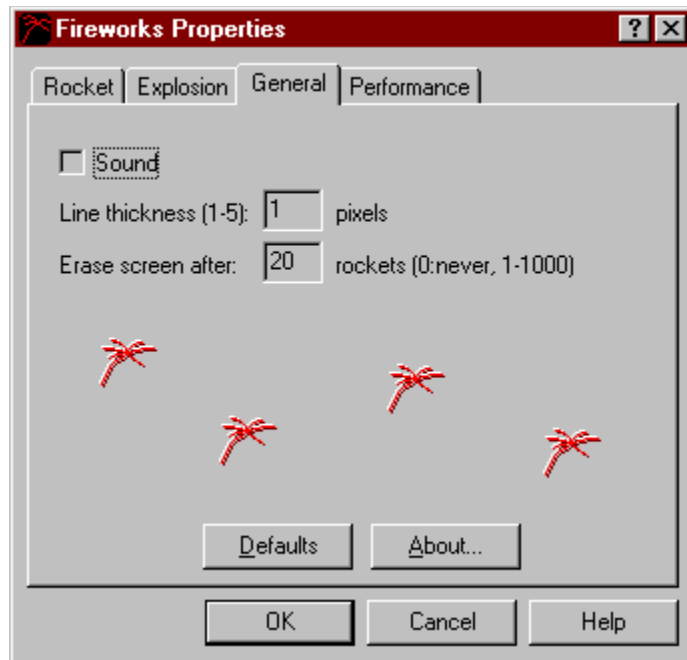 Fireworks Properties
Rocket Explosion General Performance
Sound
Line thickness (1-5): 1 pixels
Erase screen after: 20 rockets (0:never, 1-1000)
Defaults About...
OK Cancel Help